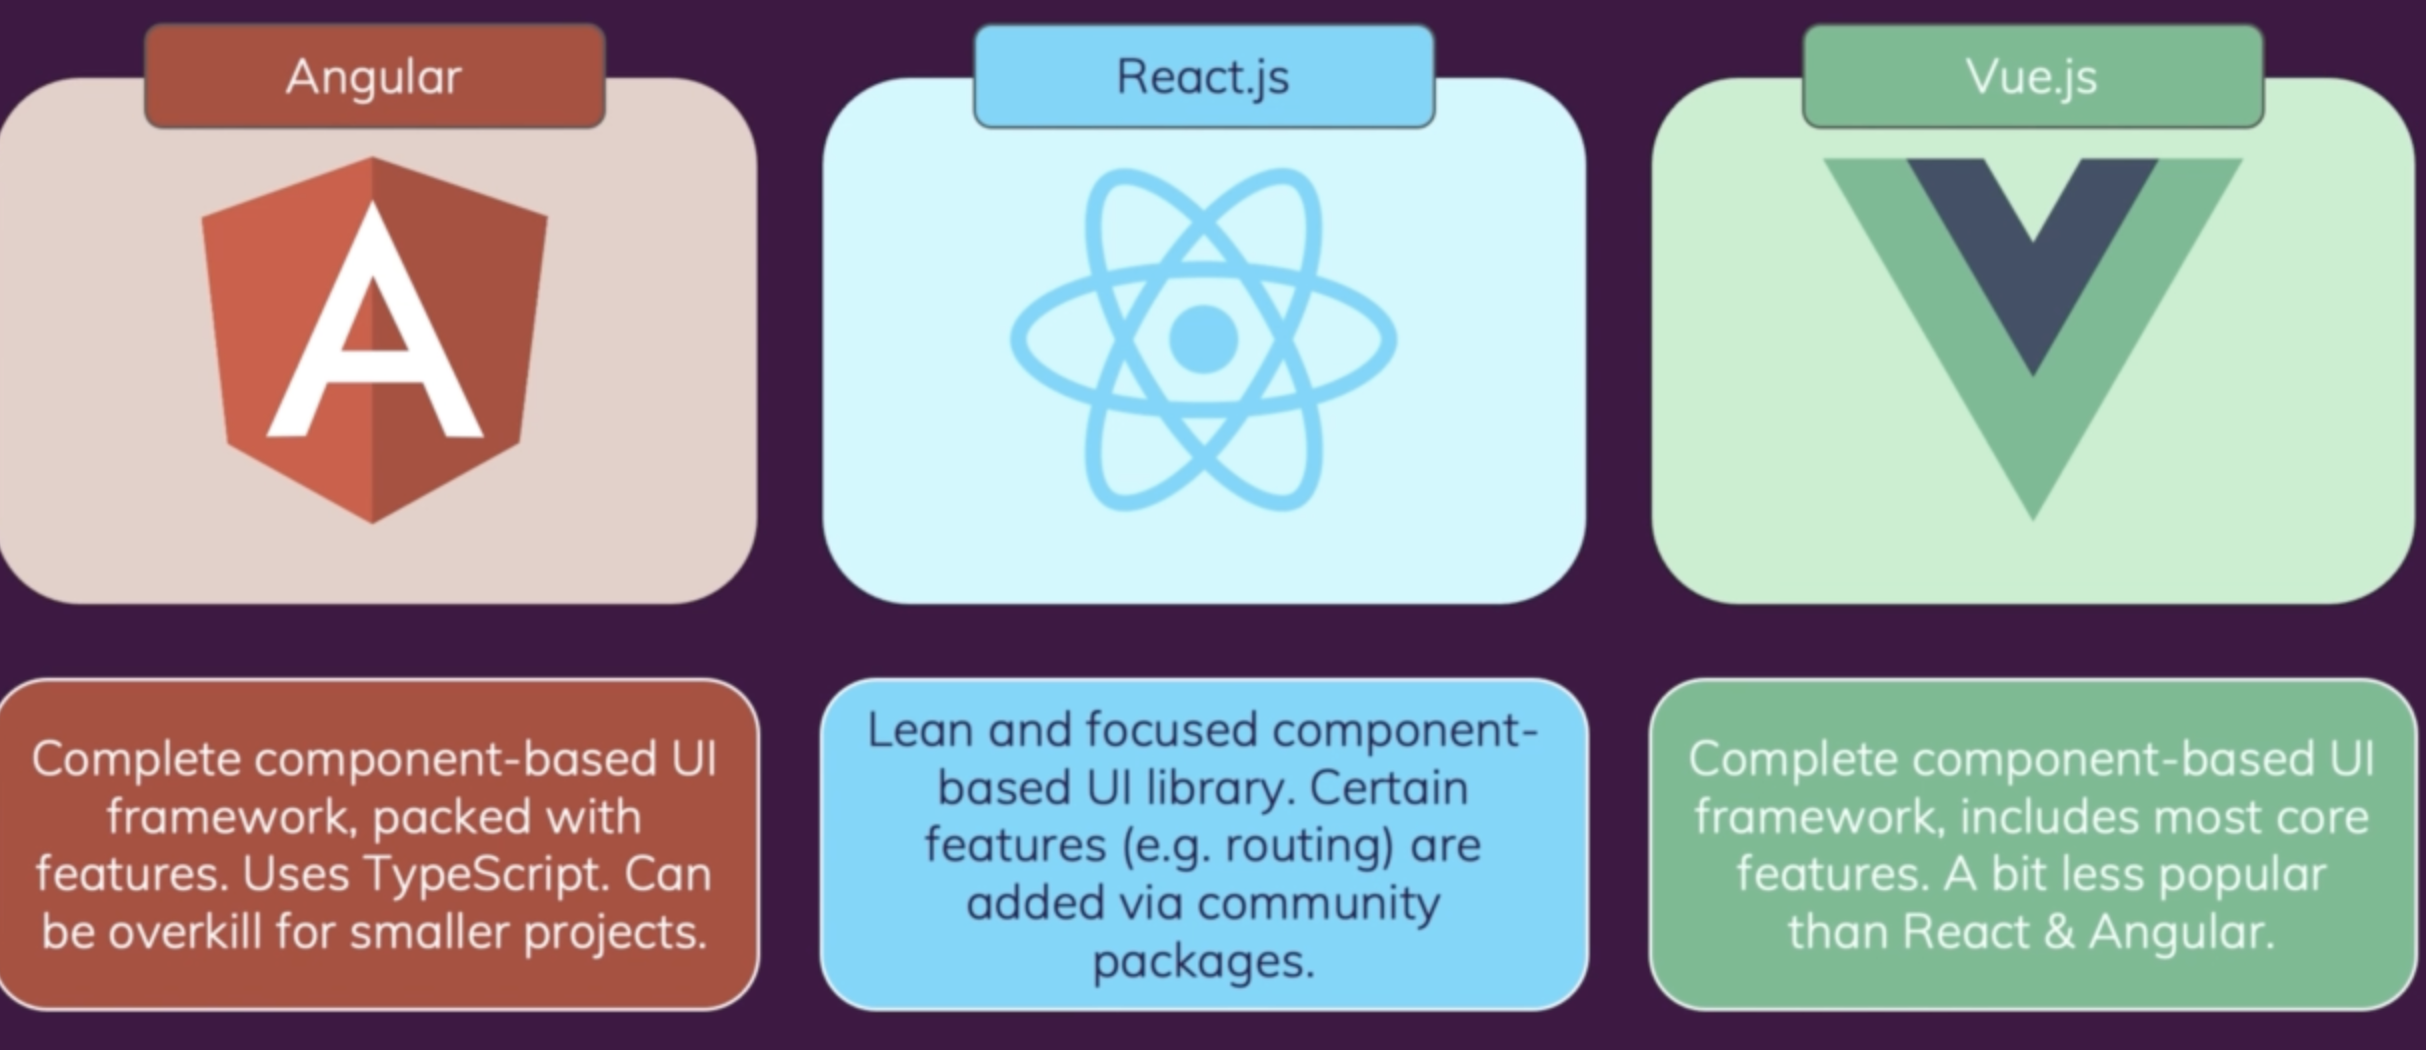 Angular
React.js
Vue.js
Complete component-based UI
framework, packed with
features. Uses TypeScript. Can
be overkill for smaller projects.
Lean and focused component-
based UI library. Certain
features (e.g. routing) are
added via community
packages.
Complete component-based UI
framework, includes most core
features. A bit less popular
than React & Angular.